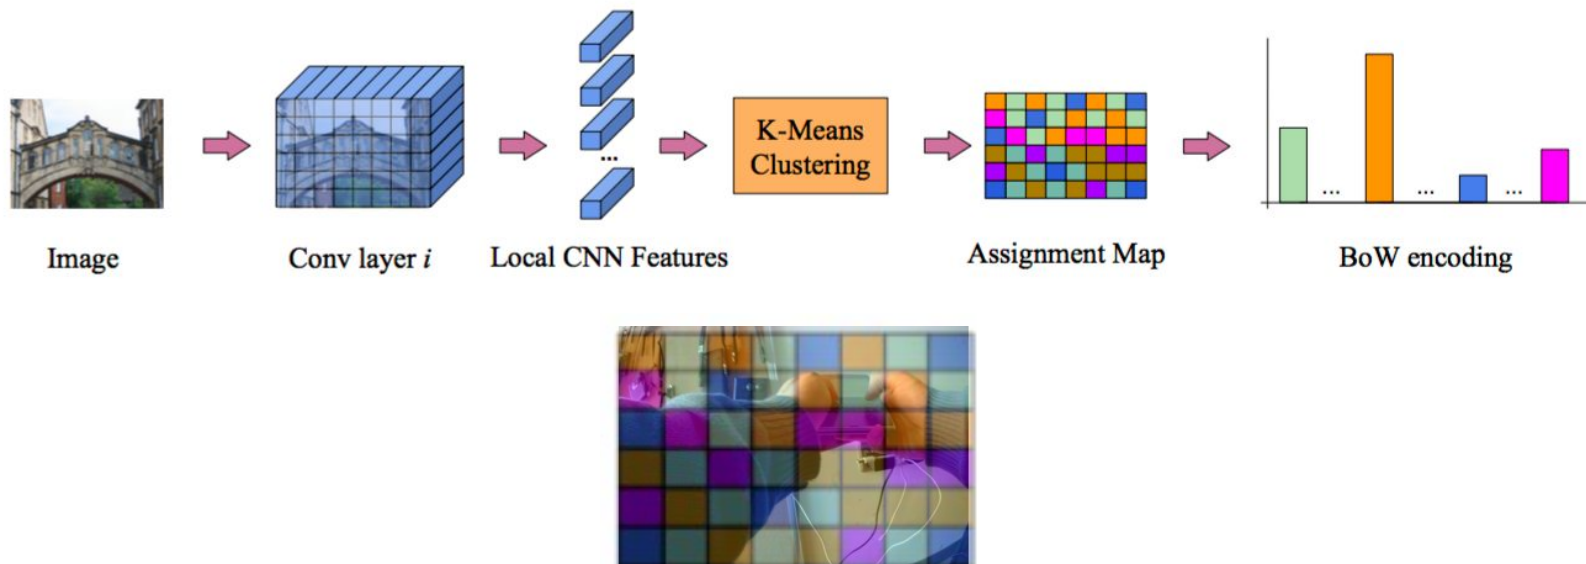 K-Means
Clustering
...
... ... ...
Image
Conv layer i
Local CNN Features
Assignment Map
BoW encoding